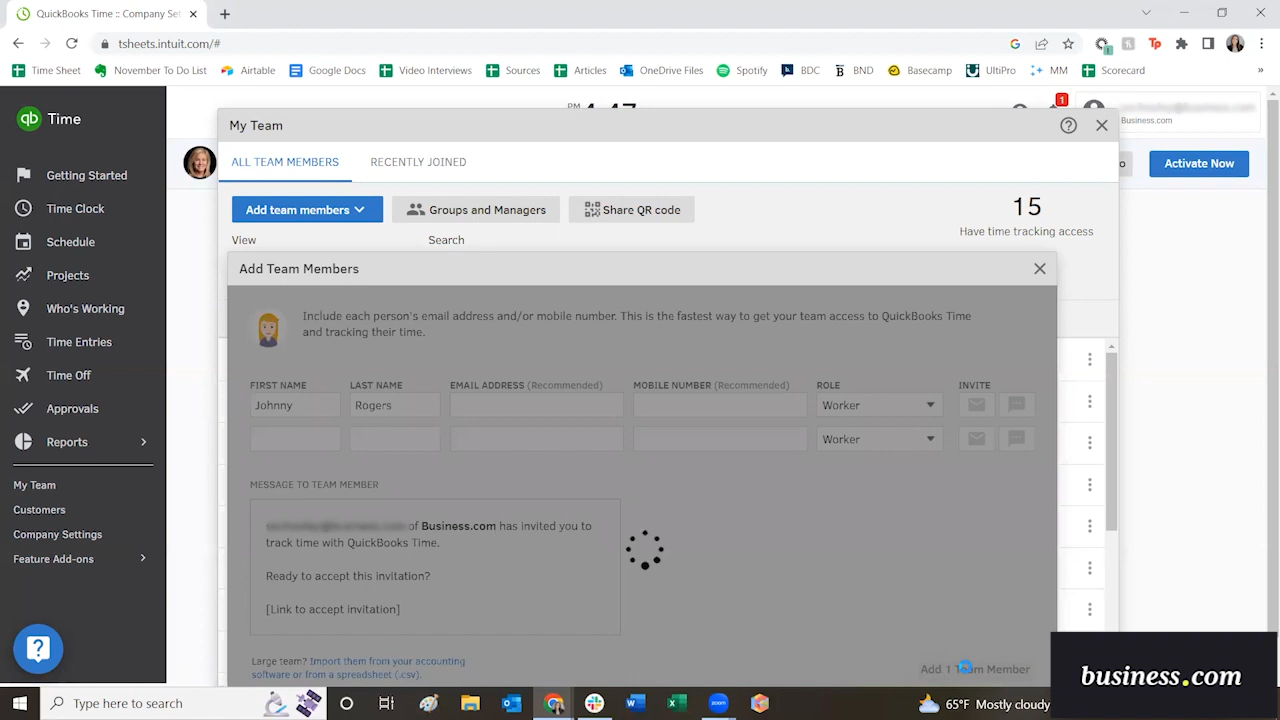 QuickBooks Time :: Company Set
tsheets.intuit.com/#
Time Sheet
November To Do List
Airtable
Google Docs
Video Interviews
Sources
Articles
OneDrive Files
Spotify
BDC
BND
Basecamp
UltiPro
MM
Scorecard
»
qb Time
PM
1
Business.com
My Team
ALL TEAM MEMBERS
RECENTLY JOINED
o
Activate Now
Getting Started
Time Clock
Schedule
Projects
Who's Working
Time Entries
Time Off
Approvals
Reports
My Team
Customers
Company Settings
Feature Add-ons
Add team members
Groups and Managers
Share QR code
15
Have time tracking access
View
Search
Add Team Members
Include each person's email address and/or mobile number. This is the fastest way to get your team access to QuickBooks Time
and tracking their time.
FIRST NAME
LAST NAME
EMAIL ADDRESS (Recommended)
MOBILE NUMBER (Recommended)
ROLE
INVITE
Johnny
Rogers
Worker
Worker
MESSAGE TO TEAM MEMBER
of Business.com has invited you to
track time with QuickBooks Time.
Ready to accept this invitation?
[Link to accept invitation]
Large team? Import them from your accounting
software or from a spreadsheet (.csv).
Add 1 Team Member
business.com
Type here to search
65°F Mostly cloudy